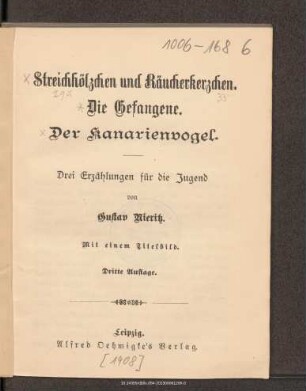 1006-168 6
Streichhölzchen und Räucherkerzchen.
Die Gefangene.
Der Kanarienvogel.
Drei Erzählungen für die Jugend
von
Gustav Nieritz.
Mit einem Titelbild.
Dritte Auflage.
Leipzig.
Alfred Oehmigke's Verlag.
[1908]